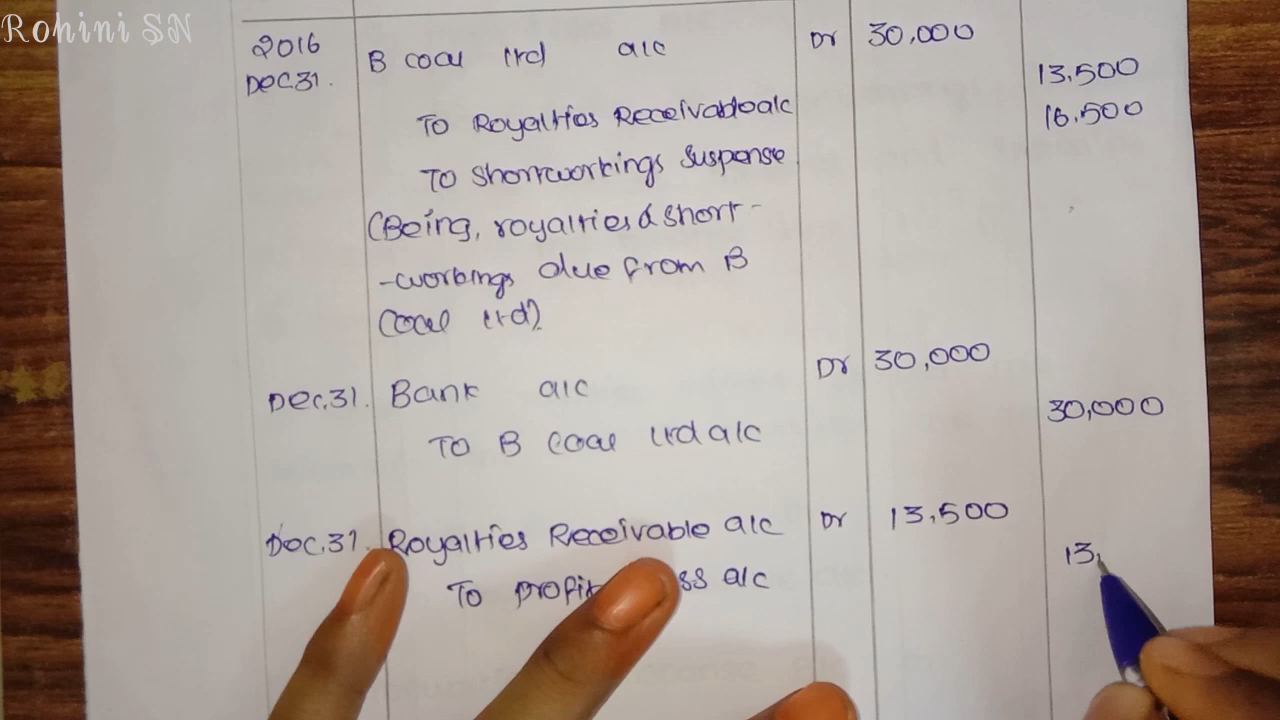 Rohini SN
2016
Dec.31. B coal ltd a/c Dr 30,000
13,500
To Royalties Receivable a/c
16,500
To Shortworkings Suspense
(Being, royalties & short-
-workings due from B
Coal ltd)
Dec.31. Bank a/c Dr 30,000
To B Coal ltd a/c 30,000
Dec.31. Royalties Receivable a/c Dr 13,500
To profit ss a/c 13,